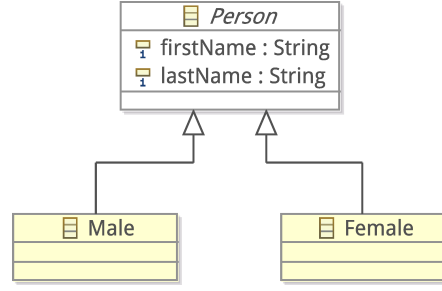 Person
firstName : String
lastName : String
Male
Female